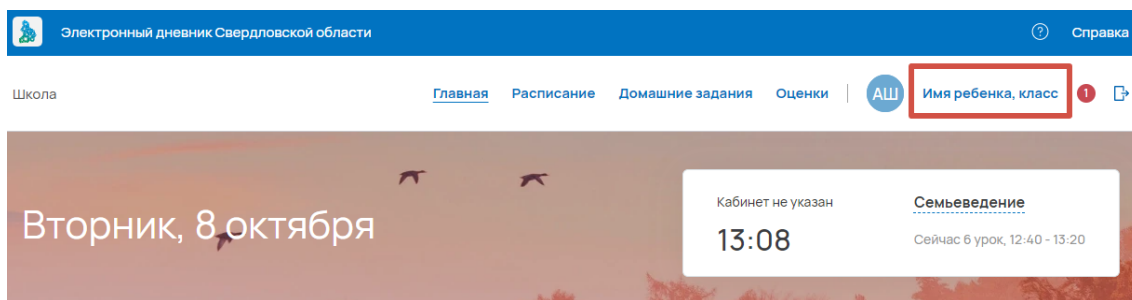 Электронный дневник Свердловской области
Справка
Школа
Главная Расписание Домашние задания Оценки АШ Имя ребенка, класс 1
Вторник, 8 октября
Кабинет не указан
13:08
Семьеведение
Сейчас 6 урок, 12:40 - 13:20